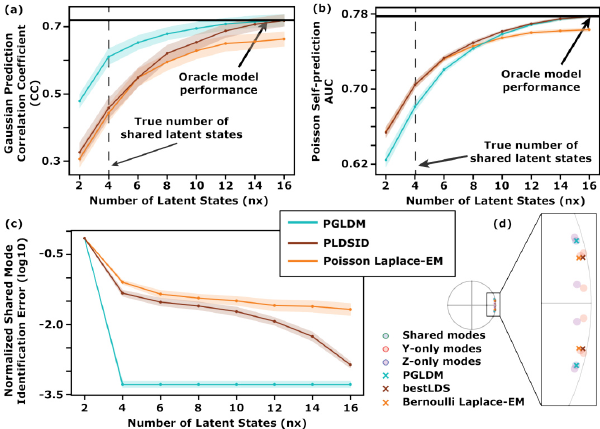 (a)
Gaussian Prediction
Correlation Coefficient
(CC)
0.7
0.5
0.3
Oracle model
performance
True number of
shared latent states
2 4 6 8 10 12 14 16
Number of Latent States (nx)
(b)
Poisson Self-prediction
AUC
0.78
0.70
0.62
Oracle model
performance
True number of
shared latent states
2 4 6 8 10 12 14 16
Number of Latent States (nx)
(c)
Normalized Shared Mode
Identification Error (log10)
-0.5
-2.0
-3.5
2 4 6 8 10 12 14 16
Number of Latent States (nx)
PGLDM
PLDSID
Poisson Laplace-EM
(d)
Shared modes
Y-only modes
Z-only modes
PGLDM
bestLDS
Bernoulli Laplace-EM